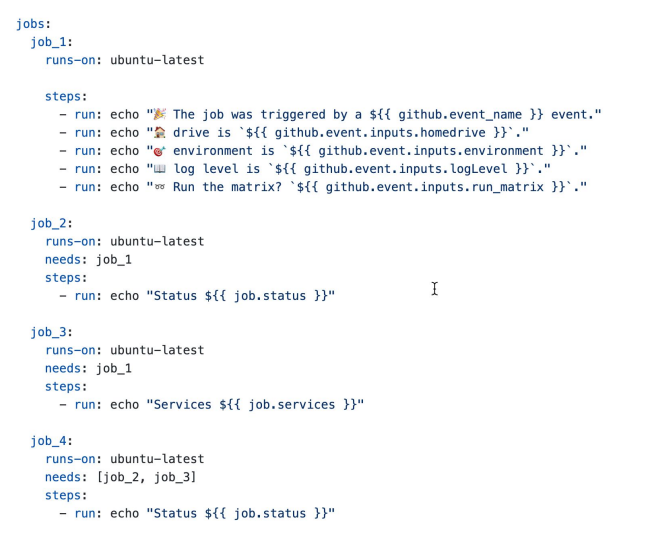 jobs:
  job_1:
    runs-on: ubuntu-latest

    steps:
      - run: echo "🎉 The job was triggered by a ${{ github.event_name }} event."
      - run: echo "🏠 drive is `${{ github.event.inputs.homedrive }}`."
      - run: echo "🎯 environment is `${{ github.event.inputs.environment }}`."
      - run: echo "📖 log level is `${{ github.event.inputs.logLevel }}`."
      - run: echo "➿ Run the matrix? `${{ github.event.inputs.run_matrix }}`."

  job_2:
    runs-on: ubuntu-latest
    needs: job_1
    steps:
      - run: echo "Status ${{ job.status }}"

  job_3:
    runs-on: ubuntu-latest
    needs: job_1
    steps:
      - run: echo "Services ${{ job.services }}"

  job_4:
    runs-on: ubuntu-latest
    needs: [job_2, job_3]
    steps:
      - run: echo "Status ${{ job.status }}"